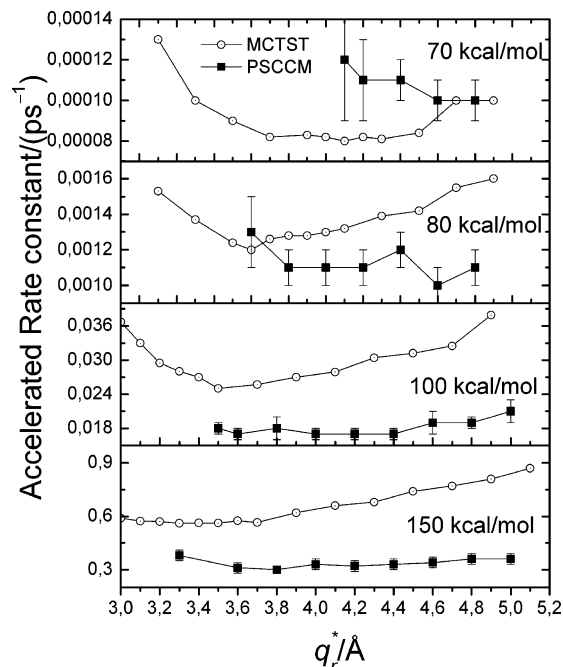 Accelerated Rate constant/(ps⁻¹)
0,00014
0,00012
0,00010
0,00008
MCTST
PSCCM
70 kcal/mol
0,0016
0,0014
0,0012
0,0010
80 kcal/mol
0,036
0,030
0,024
0,018
100 kcal/mol
0,9
0,6
0,3
150 kcal/mol
3,0 3,2 3,4 3,6 3,8 4,0 4,2 4,4 4,6 4,8 5,0 5,2
q*r/Å